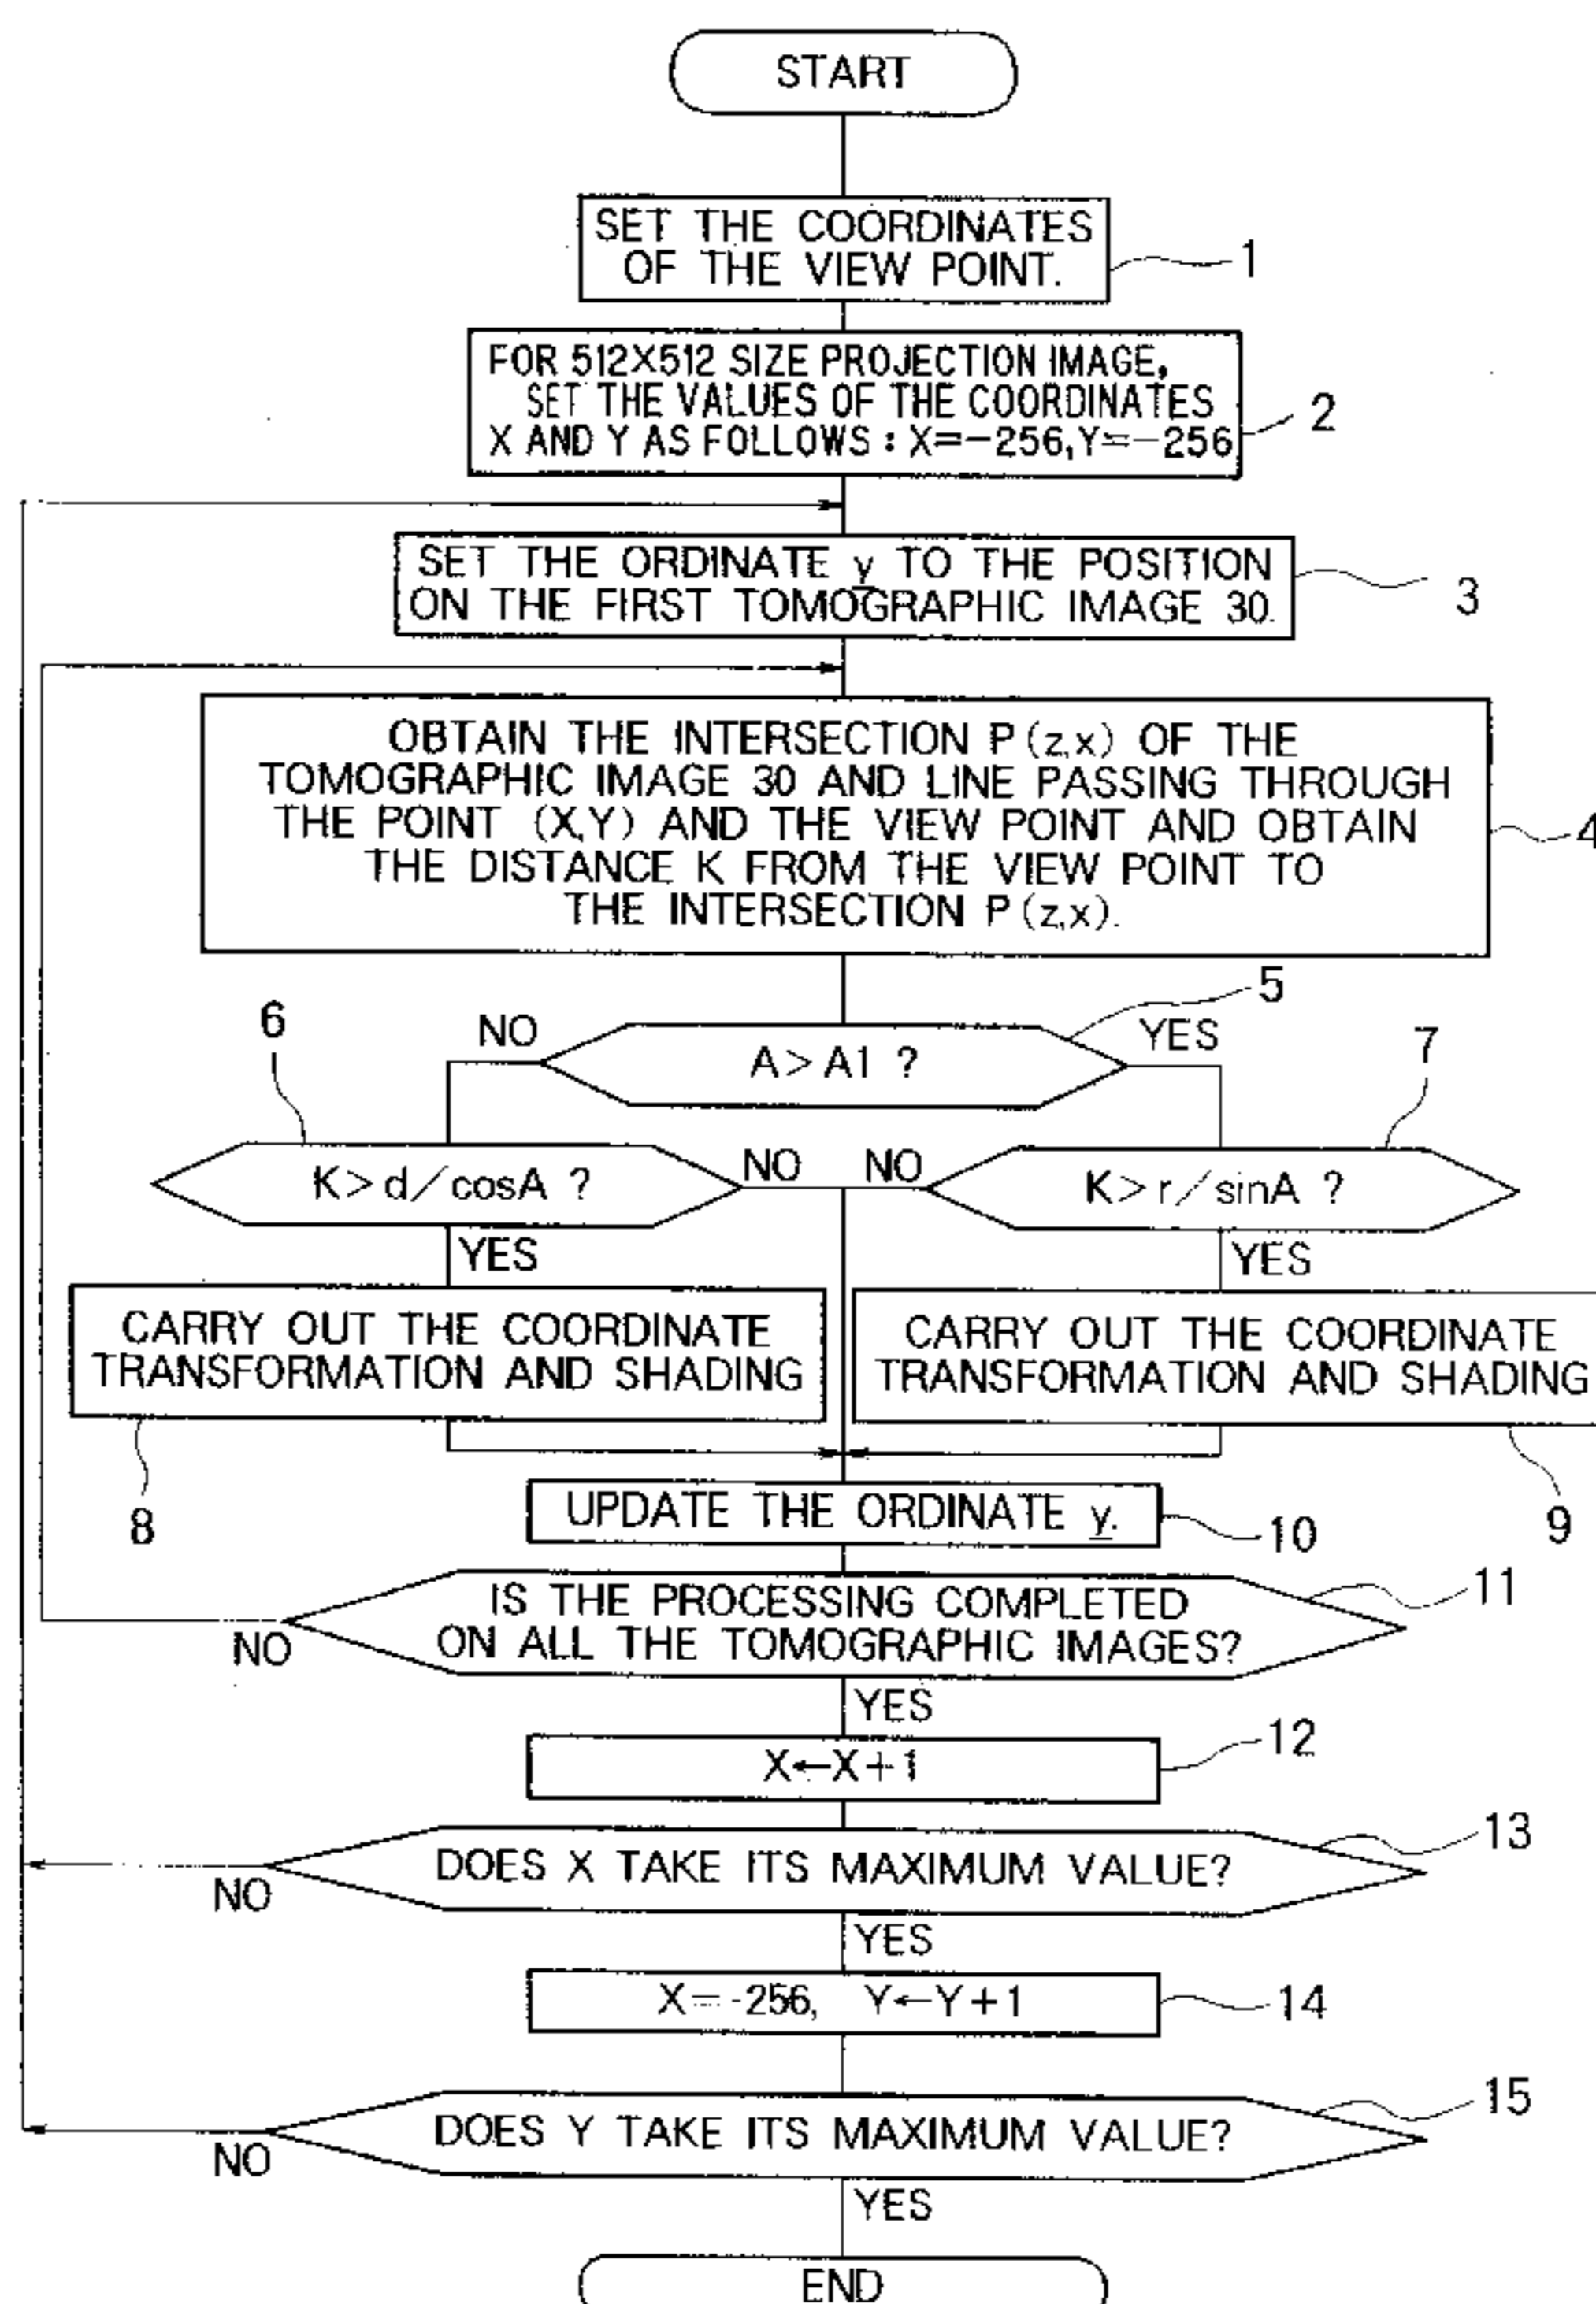 START
SET THE COORDINATES
OF THE VIEW POINT.
1
FOR 512X512 SIZE PROJECTION IMAGE,
SET THE VALUES OF THE COORDINATES
X AND Y AS FOLLOWS : X=-256,Y=-256
2
SET THE ORDINATE y TO THE POSITION
ON THE FIRST TOMOGRAPHIC IMAGE 30.
3
OBTAIN THE INTERSECTION P(z,x) OF THE
TOMOGRAPHIC IMAGE 30 AND LINE PASSING THROUGH
THE POINT (X,Y) AND THE VIEW POINT AND OBTAIN
THE DISTANCE K FROM THE VIEW POINT TO
THE INTERSECTION P(z,x).
4
5
NO
A>A1 ?
YES
6
7
K>d/cosA ?
NO
NO
K>r/sinA ?
YES
YES
CARRY OUT THE COORDINATE
TRANSFORMATION AND SHADING
8
CARRY OUT THE COORDINATE
TRANSFORMATION AND SHADING
9
UPDATE THE ORDINATE y.
10
IS THE PROCESSING COMPLETED
ON ALL THE TOMOGRAPHIC IMAGES?
11
NO
YES
X←X+1
12
DOES X TAKE ITS MAXIMUM VALUE?
13
NO
YES
X=-256, Y←Y+1
14
DOES Y TAKE ITS MAXIMUM VALUE?
15
NO
YES
END